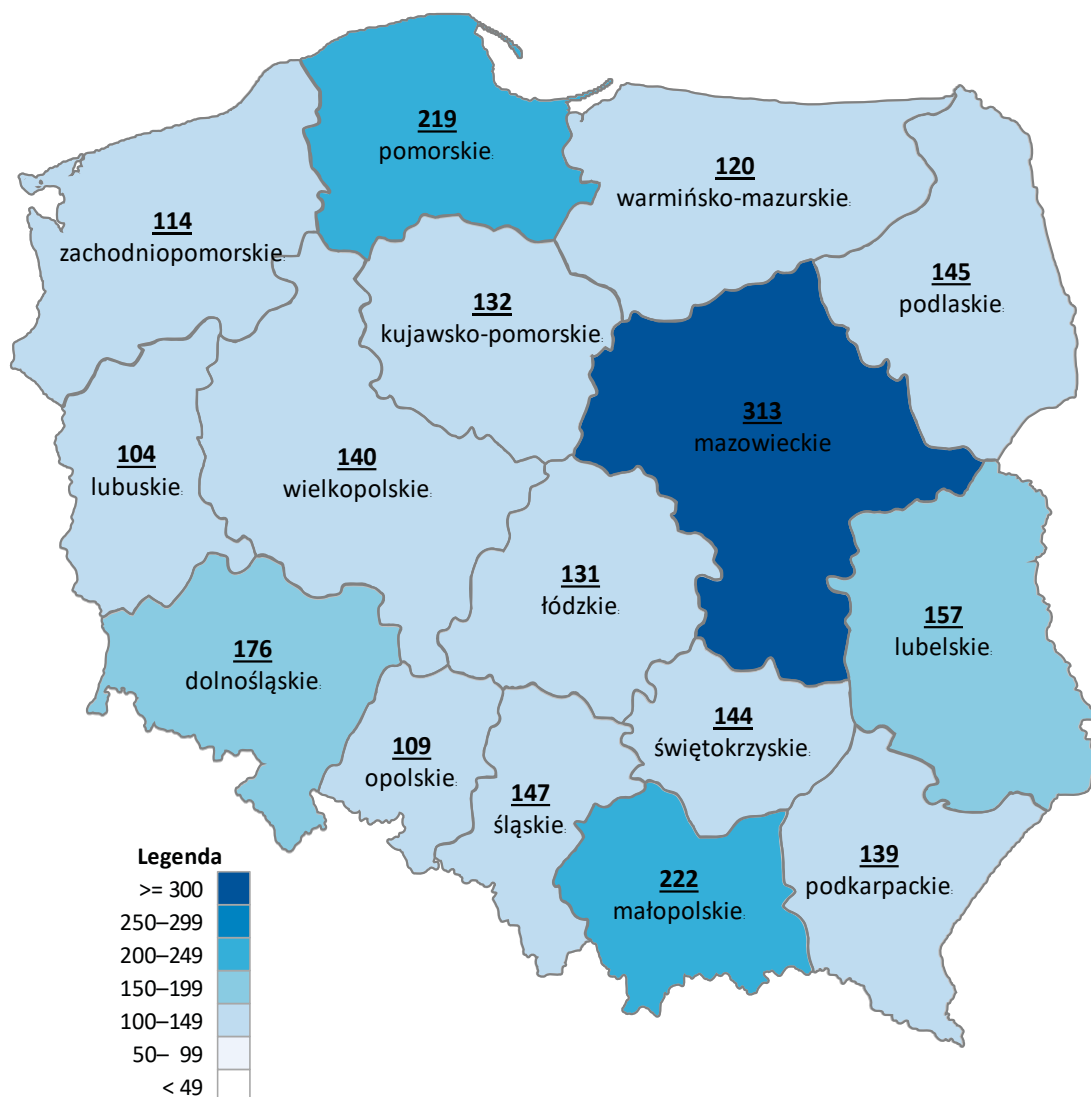 219
pomorskie
120
warmińsko-mazurskie
114
zachodniopomorskie
145
podlaskie
132
kujawsko-pomorskie
313
mazowieckie
104
lubuskie
140
wielkopolskie
131
łódzkie
157
lubelskie
176
dolnośląskie
144
świętokrzyskie
109
opolskie
147
śląskie
139
podkarpackie
222
małopolskie
Legenda
>= 300
250–299
200–249
150–199
100–149
50– 99
< 49